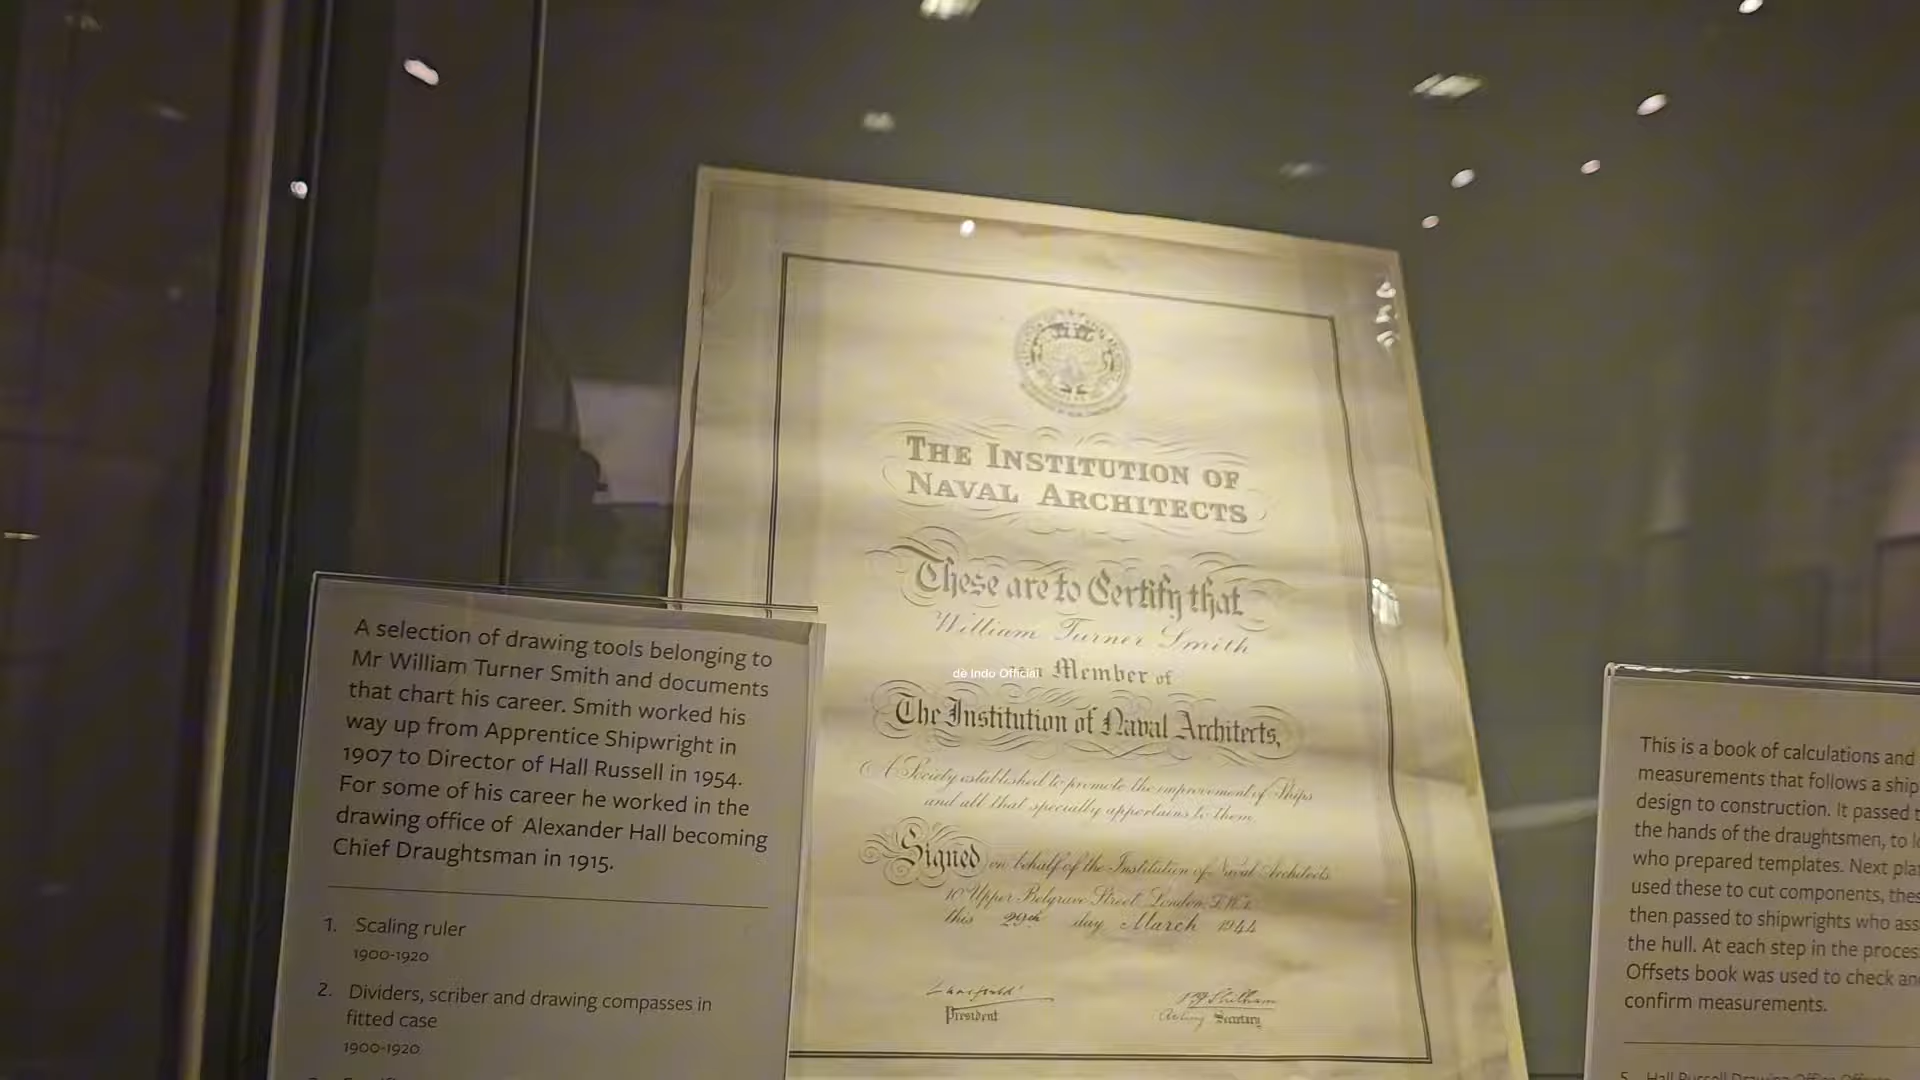 THE INSTITUTION OF
NAVAL ARCHITECTS
These are to Certify that
William Turner Smith
Member of
The Institution of Naval Architects,
A Society established to promote the improvement of Ships
and all that specially appertains to them.
Signed on behalf of the Institution of Naval Architects
10 Upper Belgrave Street, London, S.W.1.
this 29th day March 1944
President
Acting Secretary
dè Indo Official
A selection of drawing tools belonging to
Mr William Turner Smith and documents
that chart his career. Smith worked his
way up from Apprentice Shipwright in
1907 to Director of Hall Russell in 1954.
For some of his career he worked in the
drawing office of Alexander Hall becoming
Chief Draughtsman in 1915.
1. Scaling ruler
1900-1920
2. Dividers, scriber and drawing compasses in
fitted case
1900-1920
This is a book of calculations and
measurements that follows a ship
design to construction. It passed
the hands of the draughtsmen, to
who prepared templates. Next
used these to cut components,
then passed to shipwrights who
the hull. At each step in the
Offsets book was used to check
confirm measurements.
5. Hall Russell Drawing Office Offsets